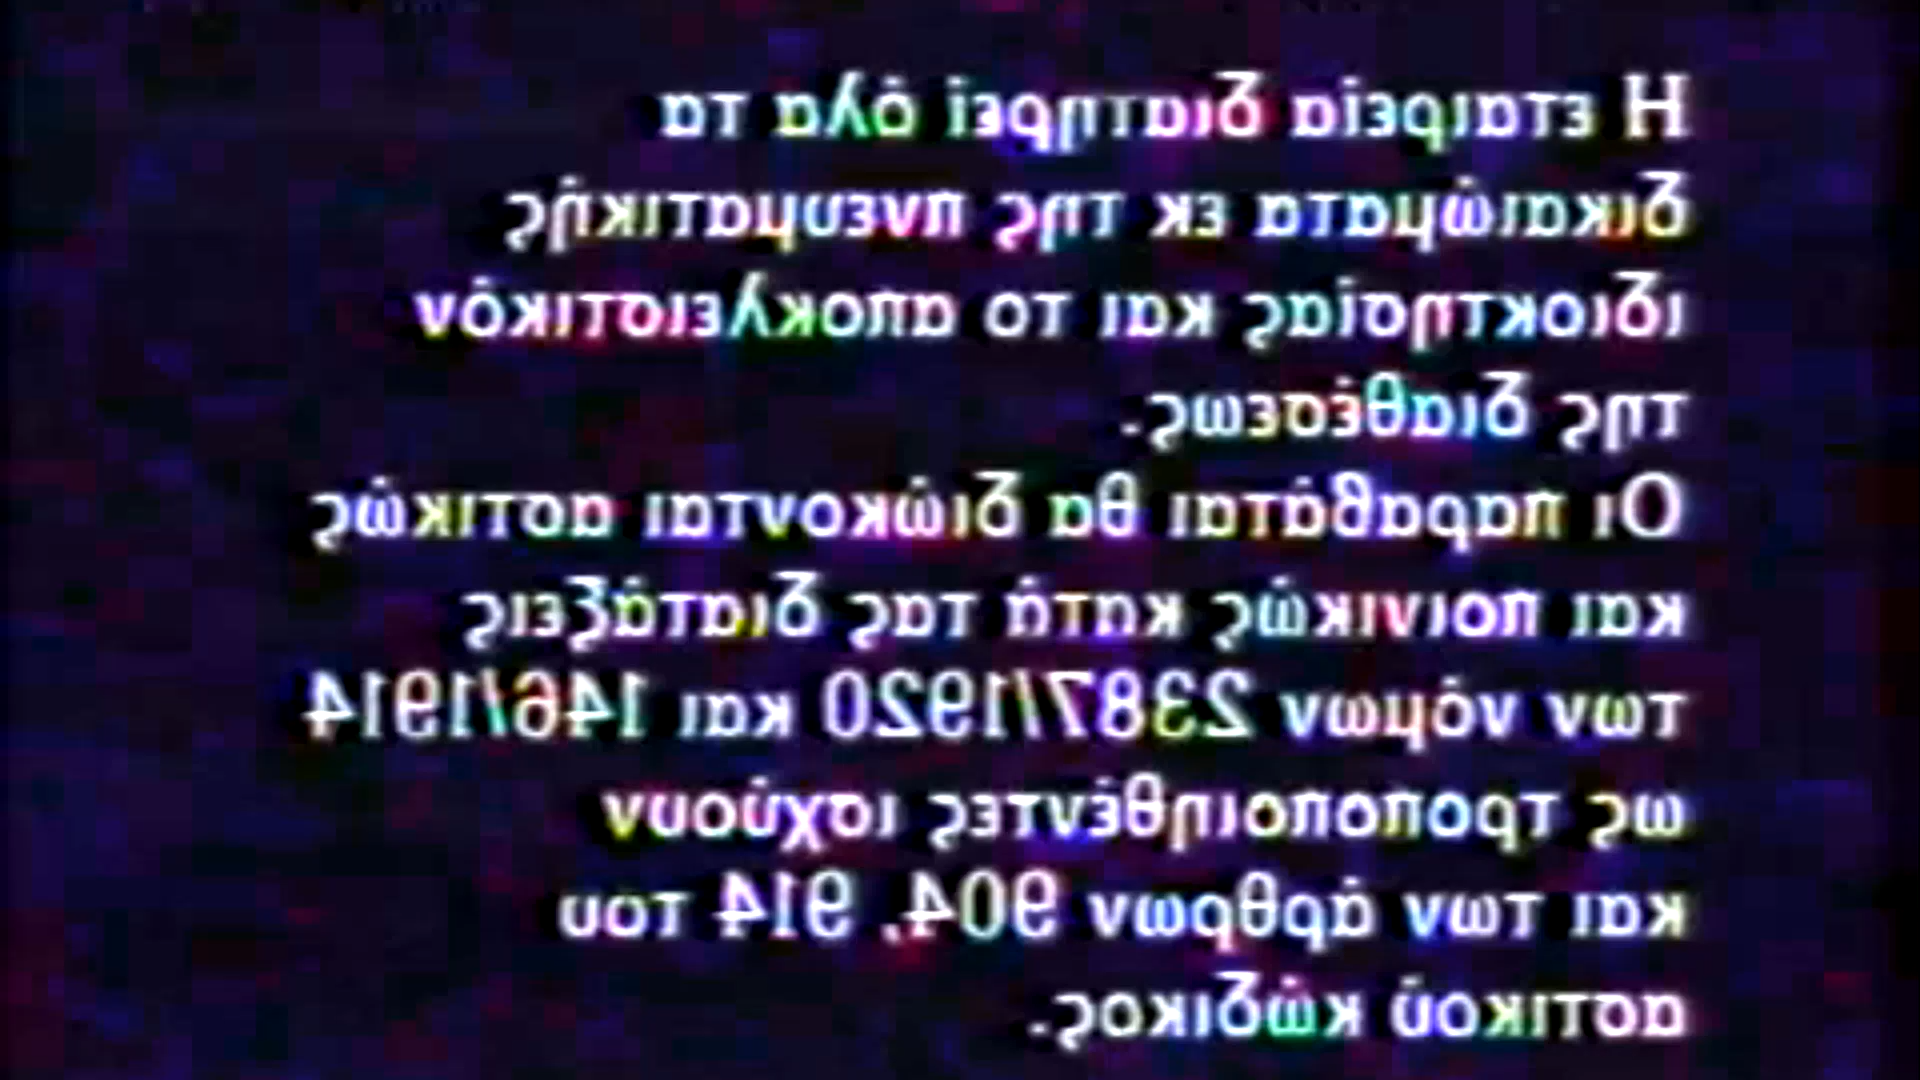 Η εταιρεία διατηρεί όλα τα
δικαιώματα εκ της πνευματικής
ιδιοκτησίας και το αποκλειστικόν
της διαθέσεως.
Οι παραβάται θα διώκονται αστικώς
και ποινικώς κατά τας διατάξεις
των νόμων 2387/1920 και 146/1914
ως τροποποιηθέντες ισχύουν
και των άρθρων 904, 914 του
αστικού κώδικος.